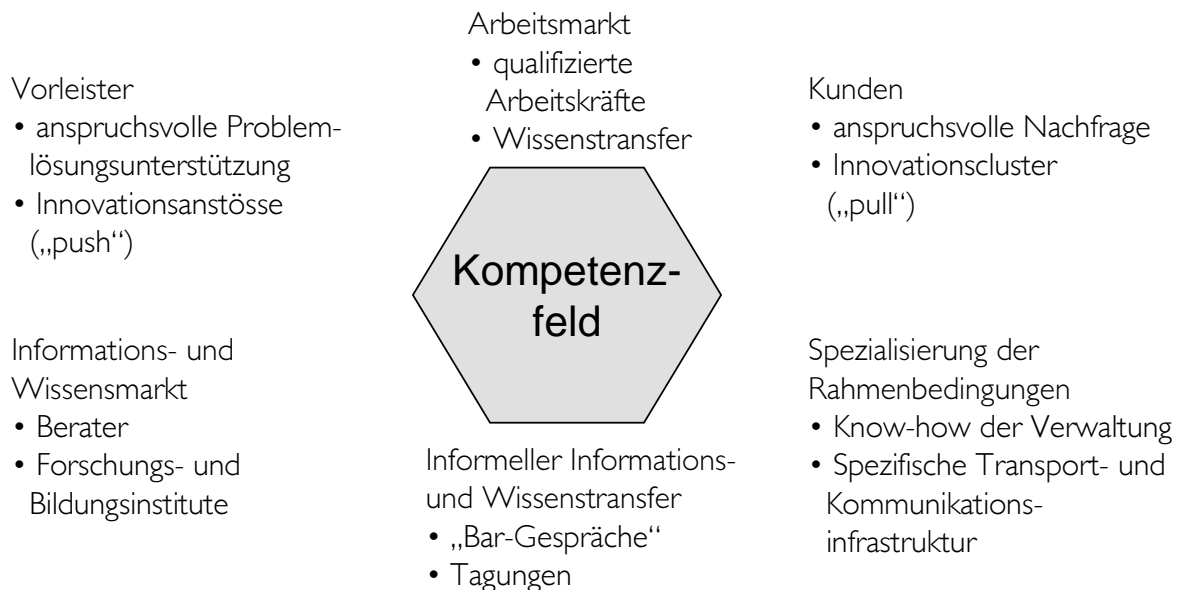 Arbeitsmarkt
• qualifizierte
Arbeitskräfte
• Wissenstransfer
Vorleister
• anspruchsvolle Problem-
lösungsunterstützung
• Innovationsanstösse
(„push“)
Kunden
• anspruchsvolle Nachfrage
• Innovationscluster
(„pull“)
Kompetenz-
feld
Informations- und
Wissensmarkt
• Berater
• Forschungs- und
Bildungsinstitute
Informeller Informations-
und Wissenstransfer
• „Bar-Gespräche“
• Tagungen
Spezialisierung der
Rahmenbedingungen
• Know-how der Verwaltung
• Spezifische Transport- und
Kommunikations-
infrastruktur